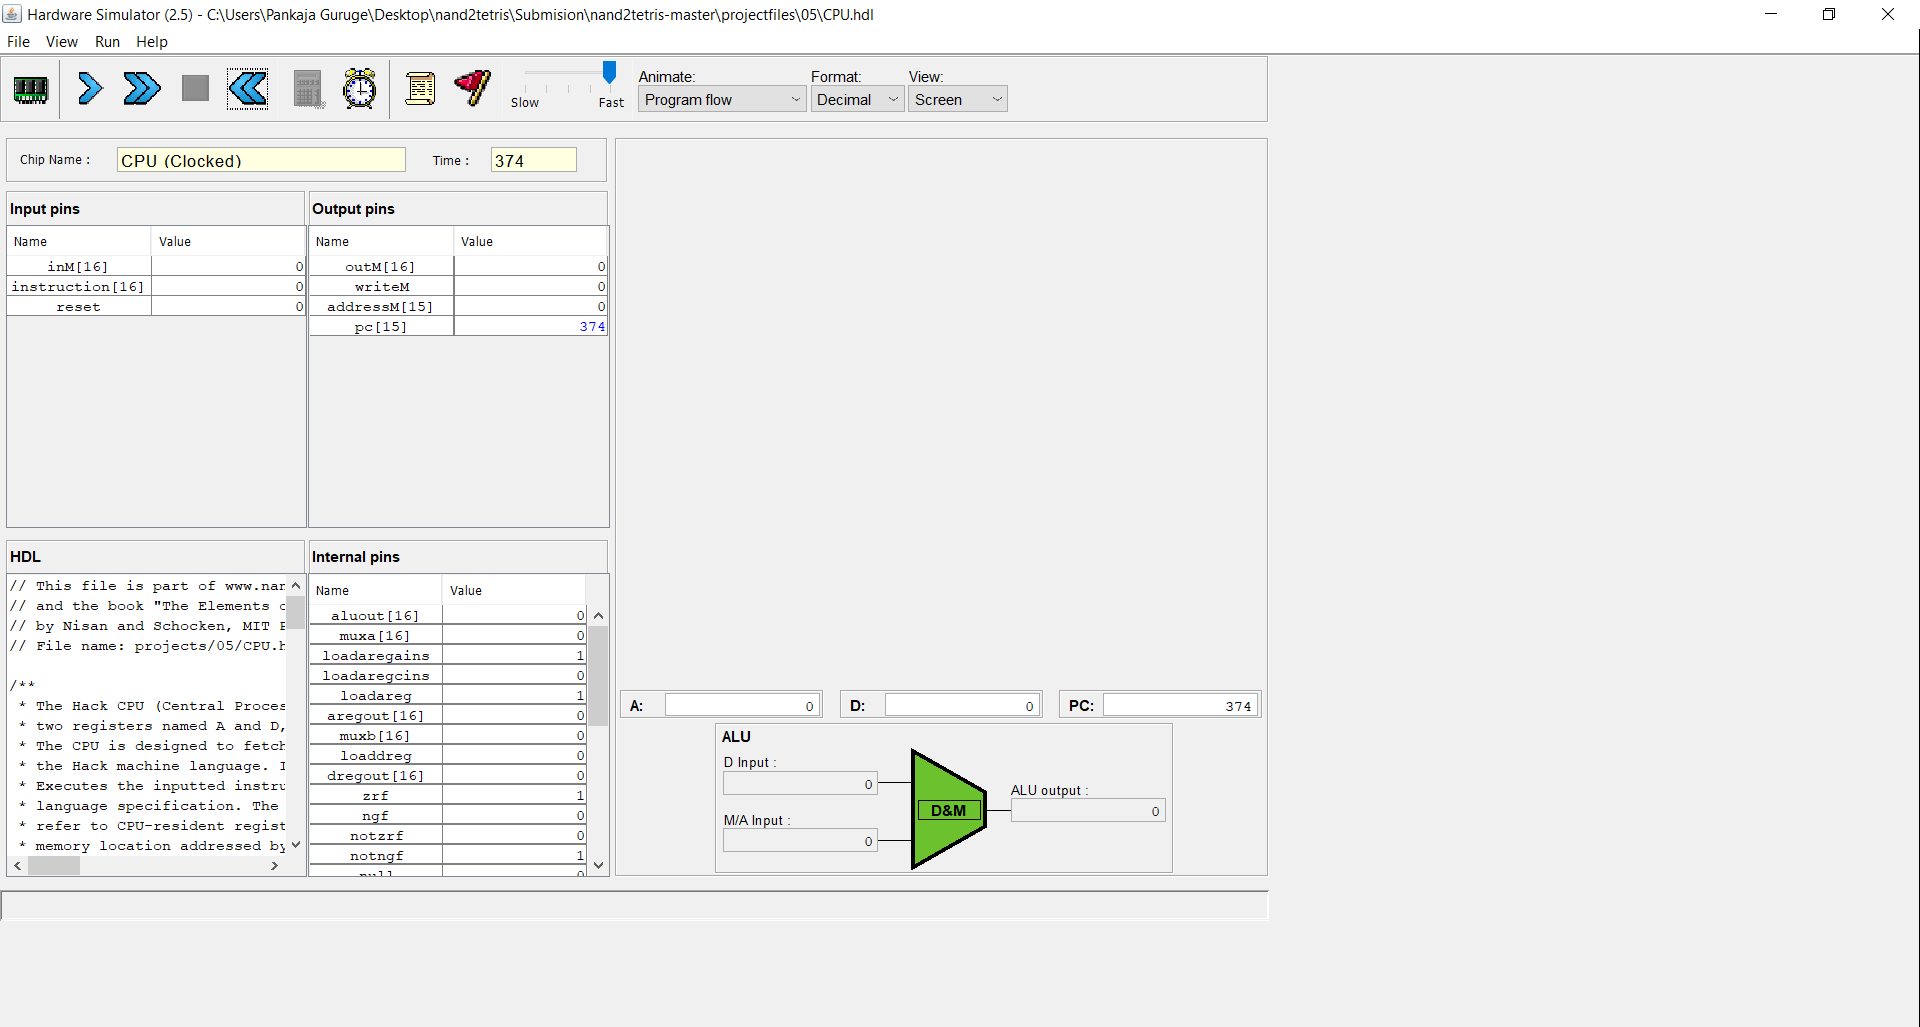 Hardware Simulator (2.5) - C:\Users\Pankaja Guruge\Desktop\nand2tetris\Submision\nand2tetris-master\projectfiles\05\CPU.hdl
File View Run Help
Slow Fast
Animate: Format: View:
Program flow Decimal Screen
Chip Name : CPU (Clocked) Time : 374
Input pins
Name Value
inM[16] 0
instruction[16] 0
reset 0
Output pins
Name Value
outM[16] 0
writeM 0
addressM[15] 0
pc[15] 374
HDL
// This file is part of www.nan
// and the book "The Elements o
// by Nisan and Schocken, MIT P
// File name: projects/05/CPU.h
/**
* The Hack CPU (Central Proces
* two registers named A and D,
* The CPU is designed to fetch
* the Hack machine language. I
* Executes the inputted instru
* language specification. The
* refer to CPU-resident regist
* memory location addressed by
Internal pins
Name Value
aluout[16] 0
muxa[16] 0
loadaregains 1
loadaregcins 0
loadareg 1
aregout[16] 0
muxb[16] 0
loaddreg 0
dregout[16] 0
zrf 1
ngf 0
notzrf 0
notngf 1
A: 0 D: 0 PC: 374
ALU
D Input :
0
M/A Input :
0
D&M
ALU output :
0